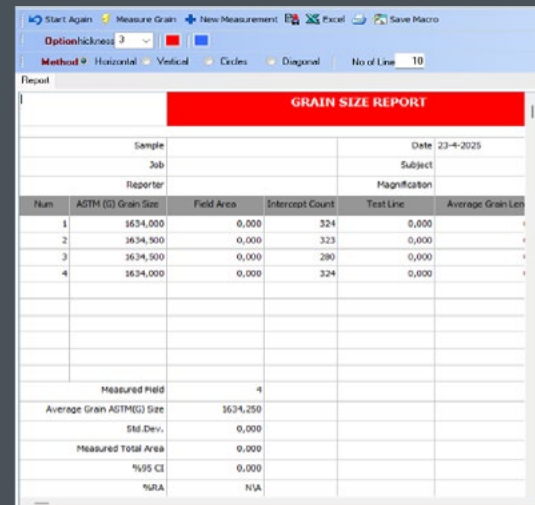 Start Again Measure Grain New Measurement Excel Save Macro
Optionhickness 3
Method Horizontal Vertical Circles Diagonal No of Line 10
Report
GRAIN SIZE REPORT
Sample Date 23-4-2025
Job Subject
Reporter Magnification
Num ASTM (G) Grain Size Field Area Intercept Count Test Line Average Grain Len
1 1634,000 0,000 324 0,000
2 1634,500 0,000 323 0,000
3 1634,500 0,000 280 0,000
4 1634,000 0,000 324 0,000
Measured Field 4
Average Grain ASTM(G) Size 1634,250
Std.Dev. 0,000
Measured Total Area 0,000
%95 CI 0,000
%RA N\A